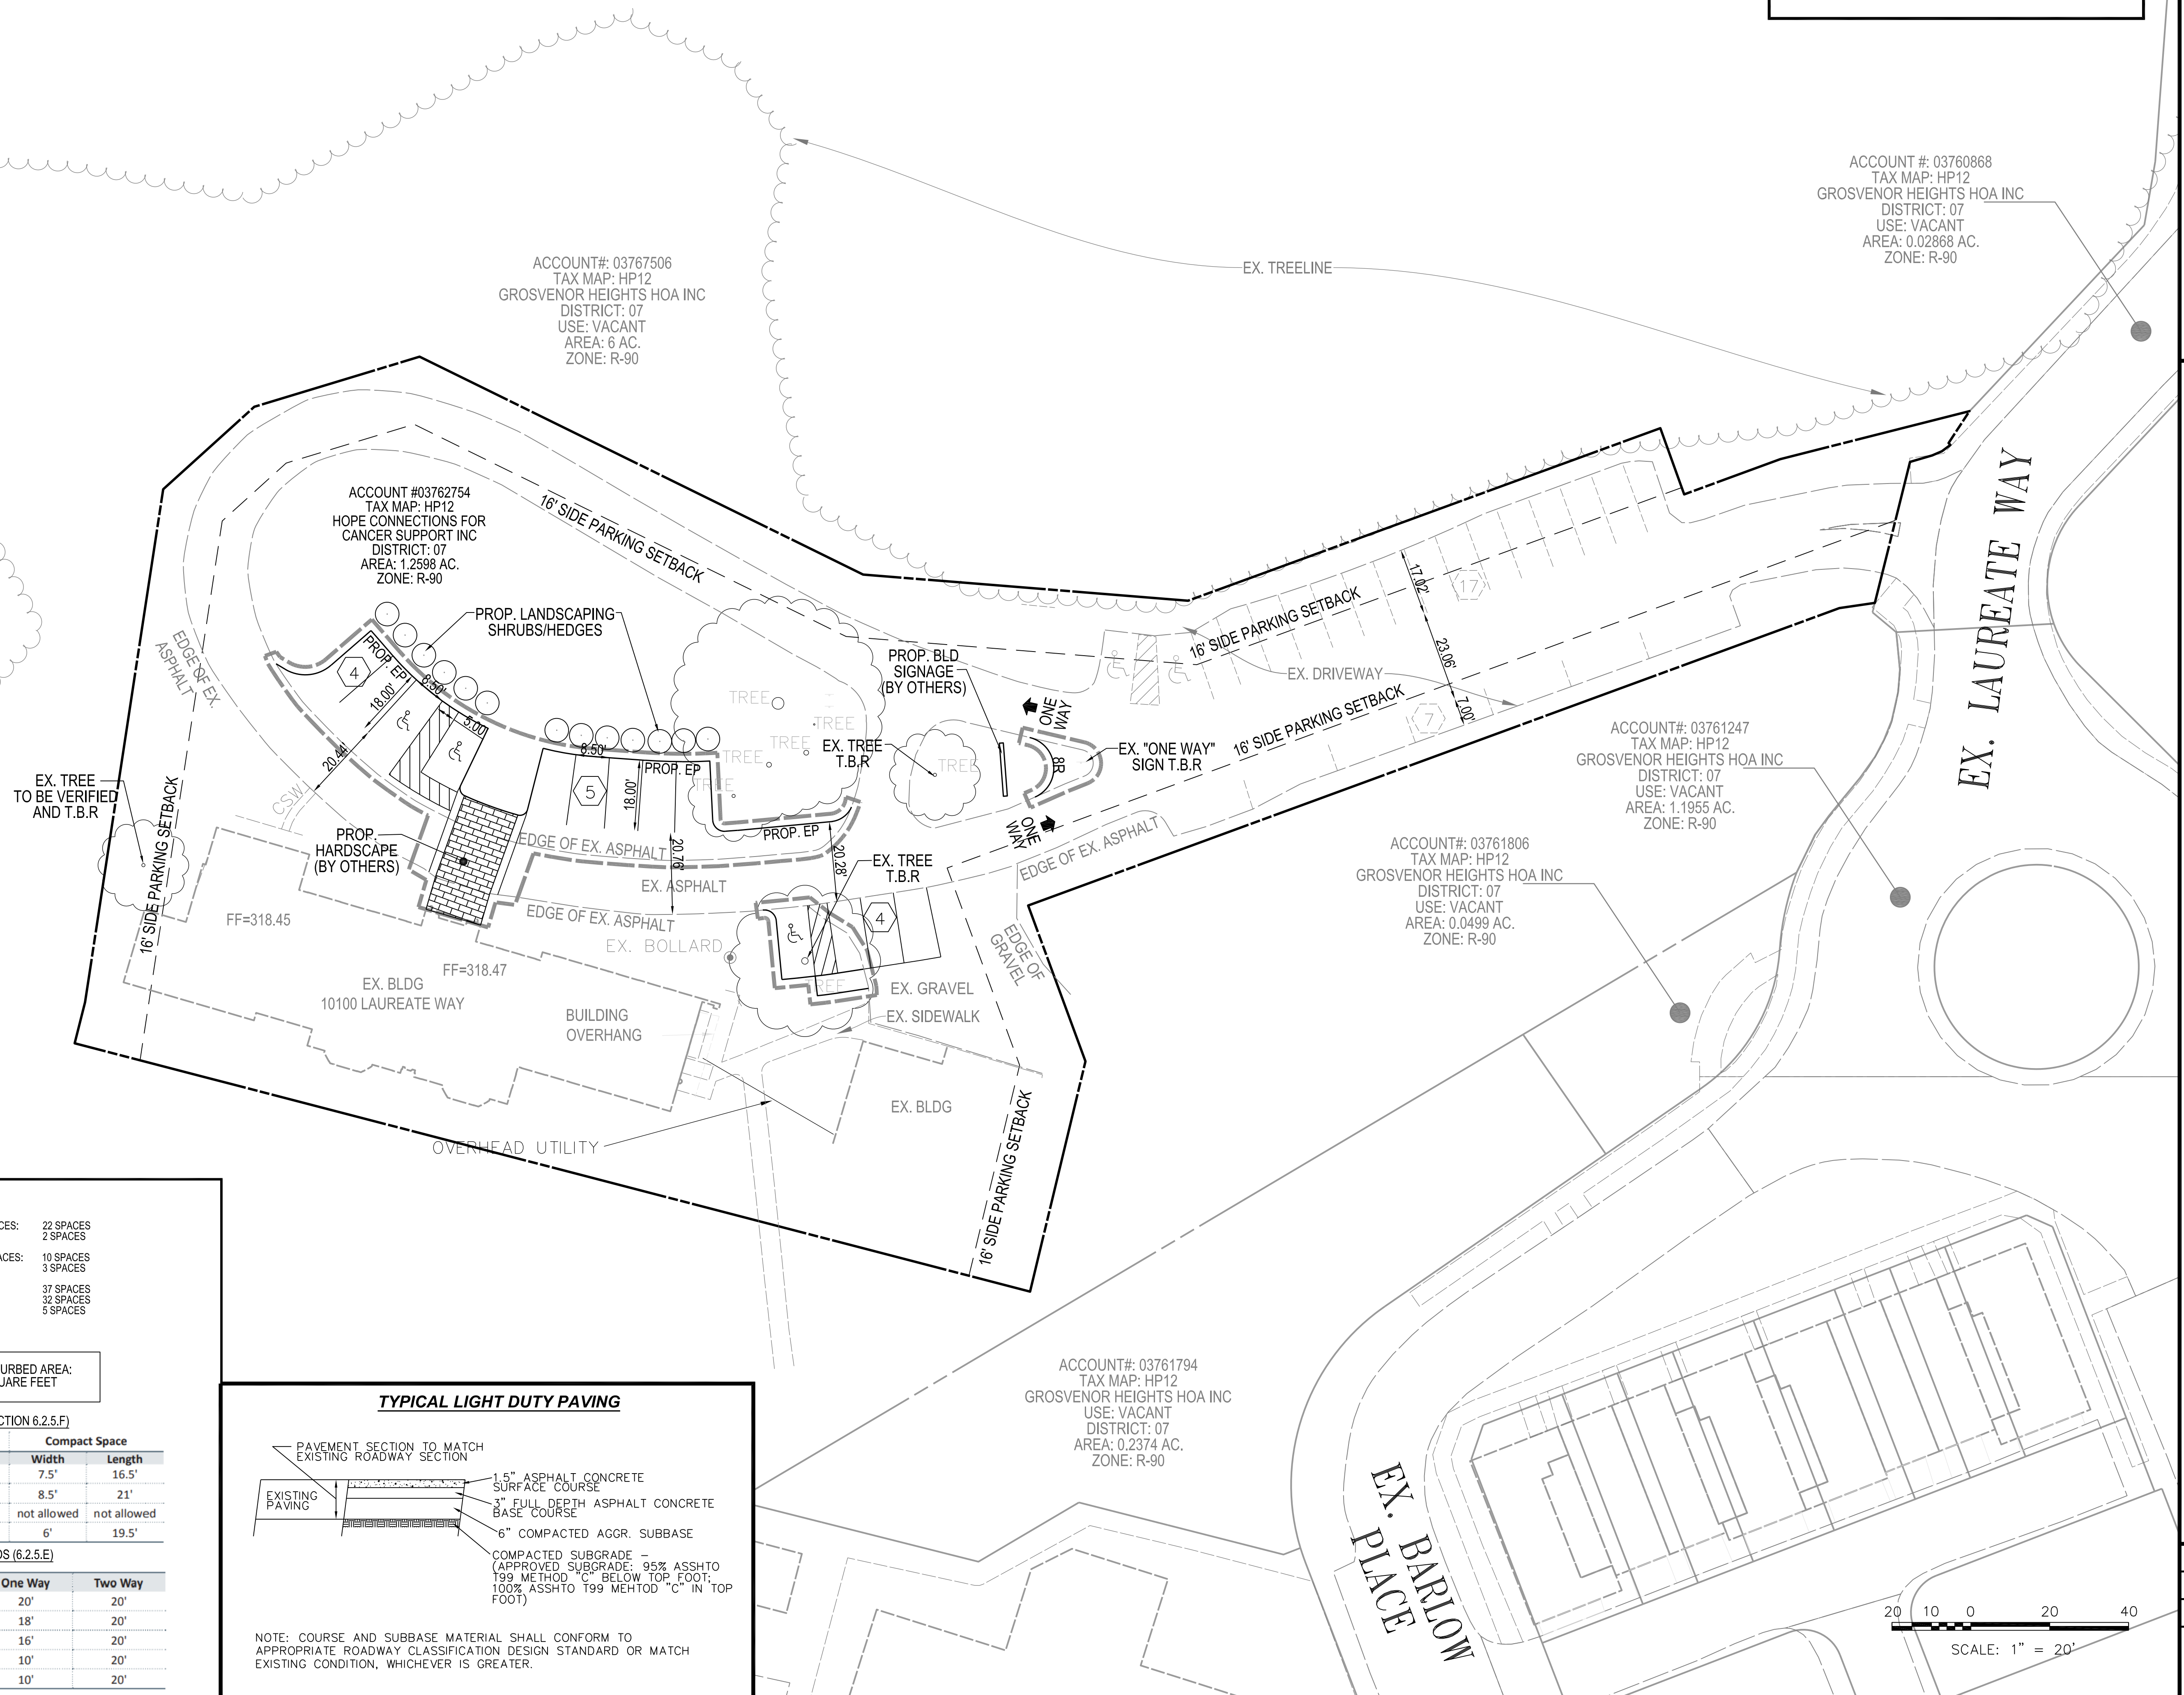 ACCOUNT #: 03760868
TAX MAP: HP12
GROSVENOR HEIGHTS HOA INC
DISTRICT: 07
USE: VACANT
AREA: 0.02868 AC.
ZONE: R-90
ACCOUNT#: 03767506
TAX MAP: HP12
GROSVENOR HEIGHTS HOA INC
DISTRICT: 07
USE: VACANT
AREA: 6 AC.
ZONE: R-90
EX. TREELINE
ACCOUNT #03762754
TAX MAP: HP12
HOPE CONNECTIONS FOR
CANCER SUPPORT INC
DISTRICT: 07
AREA: 1.2598 AC.
ZONE: R-90
16' SIDE PARKING SETBACK
EX. LAUREATE WAY
17.02'
17
16' SIDE PARKING SETBACK
23.06'
PROP. LANDSCAPING
SHRUBS/HEDGES
EDGE OF EX.
ASPHALT
PROP. EP
4
8.50'
18.00'
5.00'
20.44'
PROP. BLD
SIGNAGE
(BY OTHERS)
EX. DRIVEWAY
16' SIDE PARKING SETBACK
7.00'
7
ONE
WAY
TREE
TREE
TREE
TREE
TREE
TREE
EX. TREE
T.B.R
8R
EX. "ONE WAY"
SIGN T.B.R
ONE
WAY
8.50'
PROP. EP
5
18.00'
PROP. EP
EX. TREE
TO BE VERIFIED
AND T.B.R
CSW
PROP.
HARDSCAPE
(BY OTHERS)
EDGE OF EX. ASPHALT
20.76'
20.28'
EX. TREE
T.B.R
EDGE OF EX. ASPHALT
EX. ASPHALT
EDGE OF EX. ASPHALT
16' SIDE PARKING SETBACK
FF=318.45
FF=318.47
EX. BLDG
10100 LAUREATE WAY
EX. BOLLARD
4
TREE
EDGE OF
GRAVEL
EX. GRAVEL
EX. SIDEWALK
BUILDING
OVERHANG
EX. BLDG
OVERHEAD UTILITY
16' SIDE PARKING SETBACK
ACCOUNT#: 03761247
TAX MAP: HP12
GROSVENOR HEIGHTS HOA INC
DISTRICT: 07
USE: VACANT
AREA: 1.1955 AC.
ZONE: R-90
ACCOUNT#: 03761806
TAX MAP: HP12
GROSVENOR HEIGHTS HOA INC
DISTRICT: 07
USE: VACANT
AREA: 0.0499 AC.
ZONE: R-90
ACCOUNT#: 03761794
TAX MAP: HP12
GROSVENOR HEIGHTS HOA INC
USE: VACANT
DISTRICT: 07
AREA: 0.2374 AC.
ZONE: R-90
EX. BARLOW
PLACE
CES: 22 SPACES
2 SPACES
ACES: 10 SPACES
3 SPACES
37 SPACES
32 SPACES
5 SPACES
URBED AREA:
UARE FEET
CTION 6.2.5.F)
Compact Space
Width Length
7.5' 16.5'
8.5' 21'
not allowed not allowed
6' 19.5'
DS (6.2.5.E)
One Way Two Way
20' 20'
18' 20'
16' 20'
10' 20'
10' 20'
TYPICAL LIGHT DUTY PAVING
PAVEMENT SECTION TO MATCH
EXISTING ROADWAY SECTION
EXISTING
PAVING
1.5" ASPHALT CONCRETE
SURFACE COURSE
3" FULL DEPTH ASPHALT CONCRETE
BASE COURSE
6" COMPACTED AGGR. SUBBASE
COMPACTED SUBGRADE –
(APPROVED SUBGRADE: 95% ASSHTO
T99 METHOD "C" BELOW TOP FOOT;
100% ASSHTO T99 MEHTOD "C" IN TOP
FOOT)
NOTE: COURSE AND SUBBASE MATERIAL SHALL CONFORM TO
APPROPRIATE ROADWAY CLASSIFICATION DESIGN STANDARD OR MATCH
EXISTING CONDITION, WHICHEVER IS GREATER.
20 10 0 20 40
SCALE: 1" = 20'